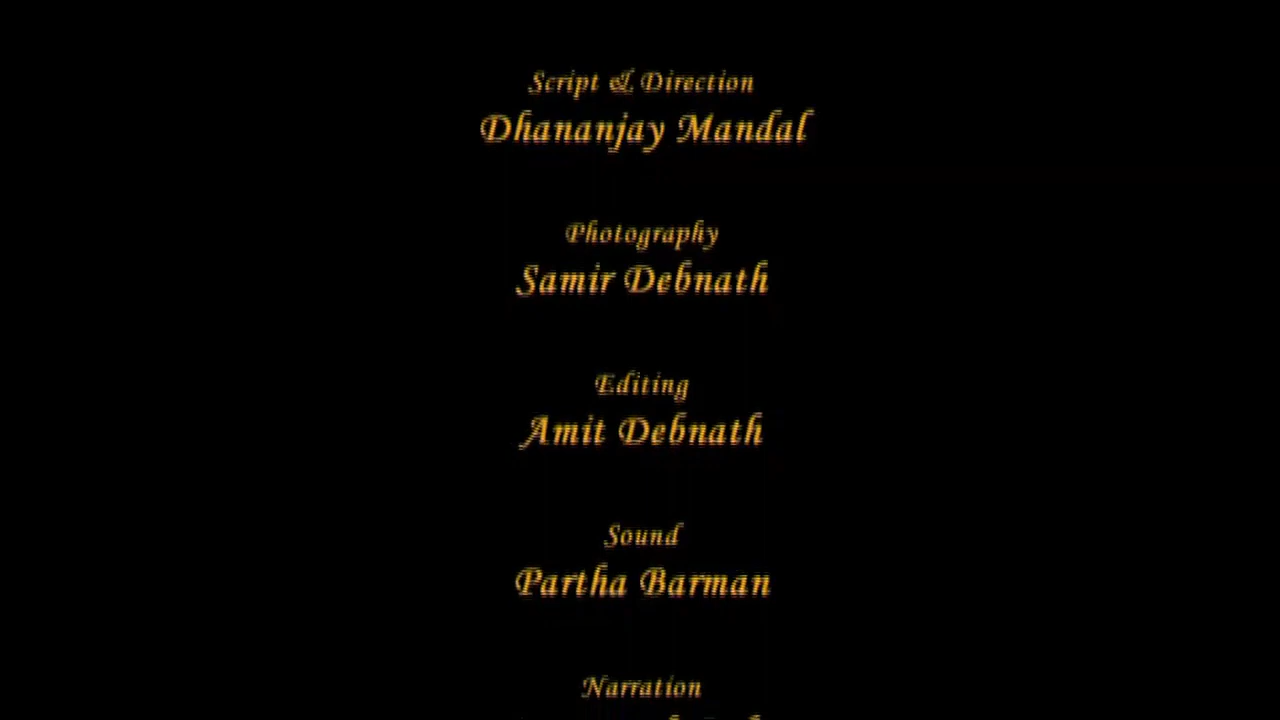 Script & Direction
Dhananjay Mandal
Photography
Samir Debnath
Editing
Amit Debnath
Sound
Partha Barman
Narration